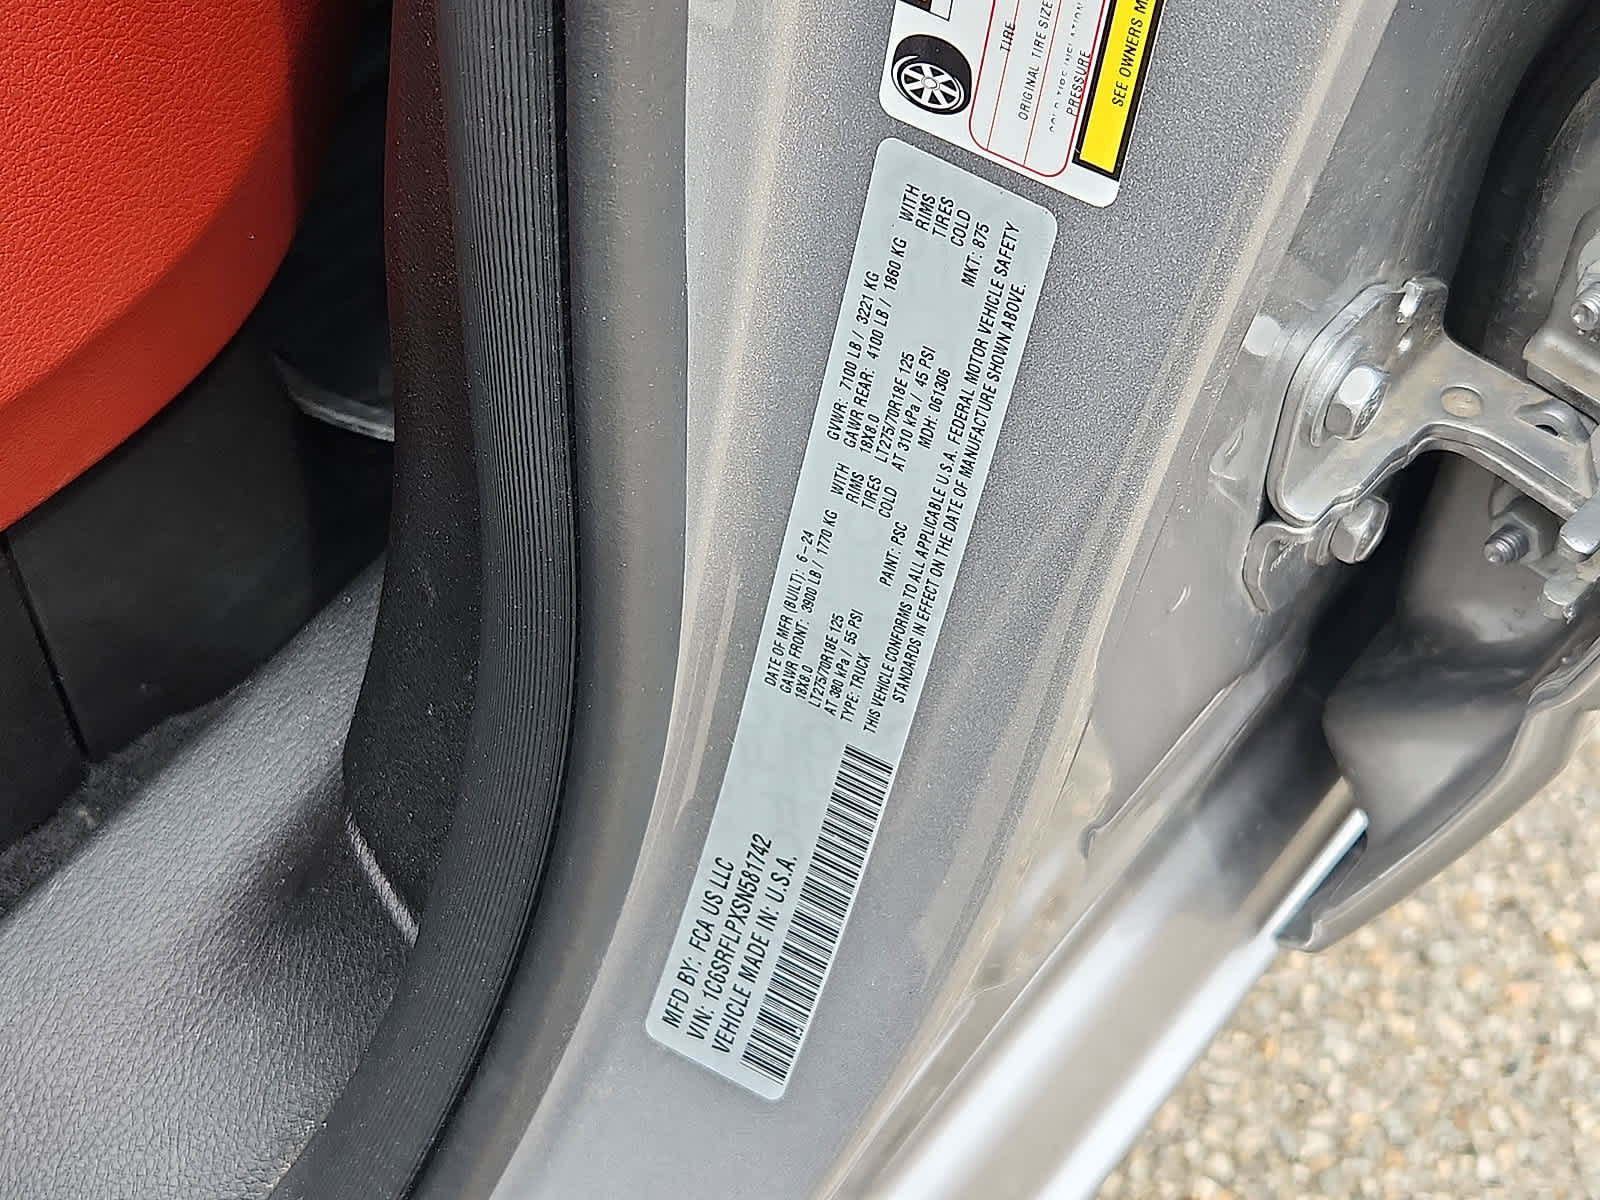 TIRE
ORIGINAL TIRE SIZE
PRESSURE
SEE OWNERS
MFD BY: FCA US LLC
VIN: 1C6SRFLPXSN581742
VEHICLE MADE IN: U.S.A.
DATE OF MFR (BUILT): 6-24 GVWR: 7100 LB / 3221 KG
GAWR FRONT: 3900 LB / 1770 KG WITH GAWR REAR: 4100 LB / 1860 KG WITH
18X8.0 RIMS 18X8.0 RIMS
LT275/70R18E 125 TIRES LT275/70R18E 125 TIRES
AT 380 kPa / 55 PSI COLD AT 310 kPa / 45 PSI COLD
TYPE: TRUCK PAINT: PSC MDH: 061306 MKT: 875
THIS VEHICLE CONFORMS TO ALL APPLICABLE U.S.A. FEDERAL MOTOR VEHICLE SAFETY
STANDARDS IN EFFECT ON THE DATE OF MANUFACTURE SHOWN ABOVE.